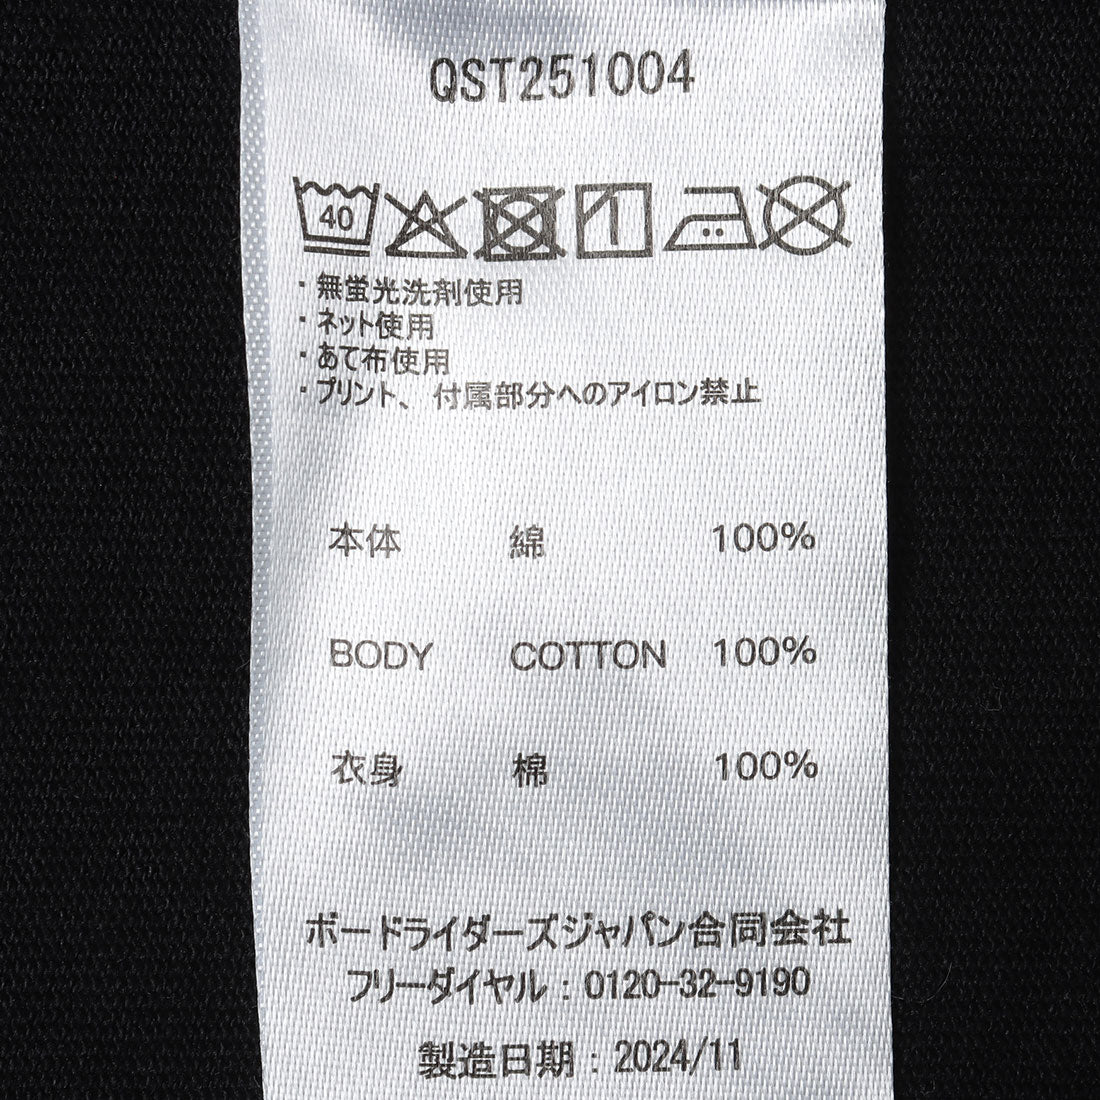 QST251004
40
・無蛍光洗剤使用
・ネット使用
・あて布使用
・プリント、付属部分へのアイロン禁止
本体 綿 100%
BODY COTTON 100%
衣身 棉 100%
ボードライダーズジャパン合同会社
フリーダイヤル：0120-32-9190
製造日期：2024/11